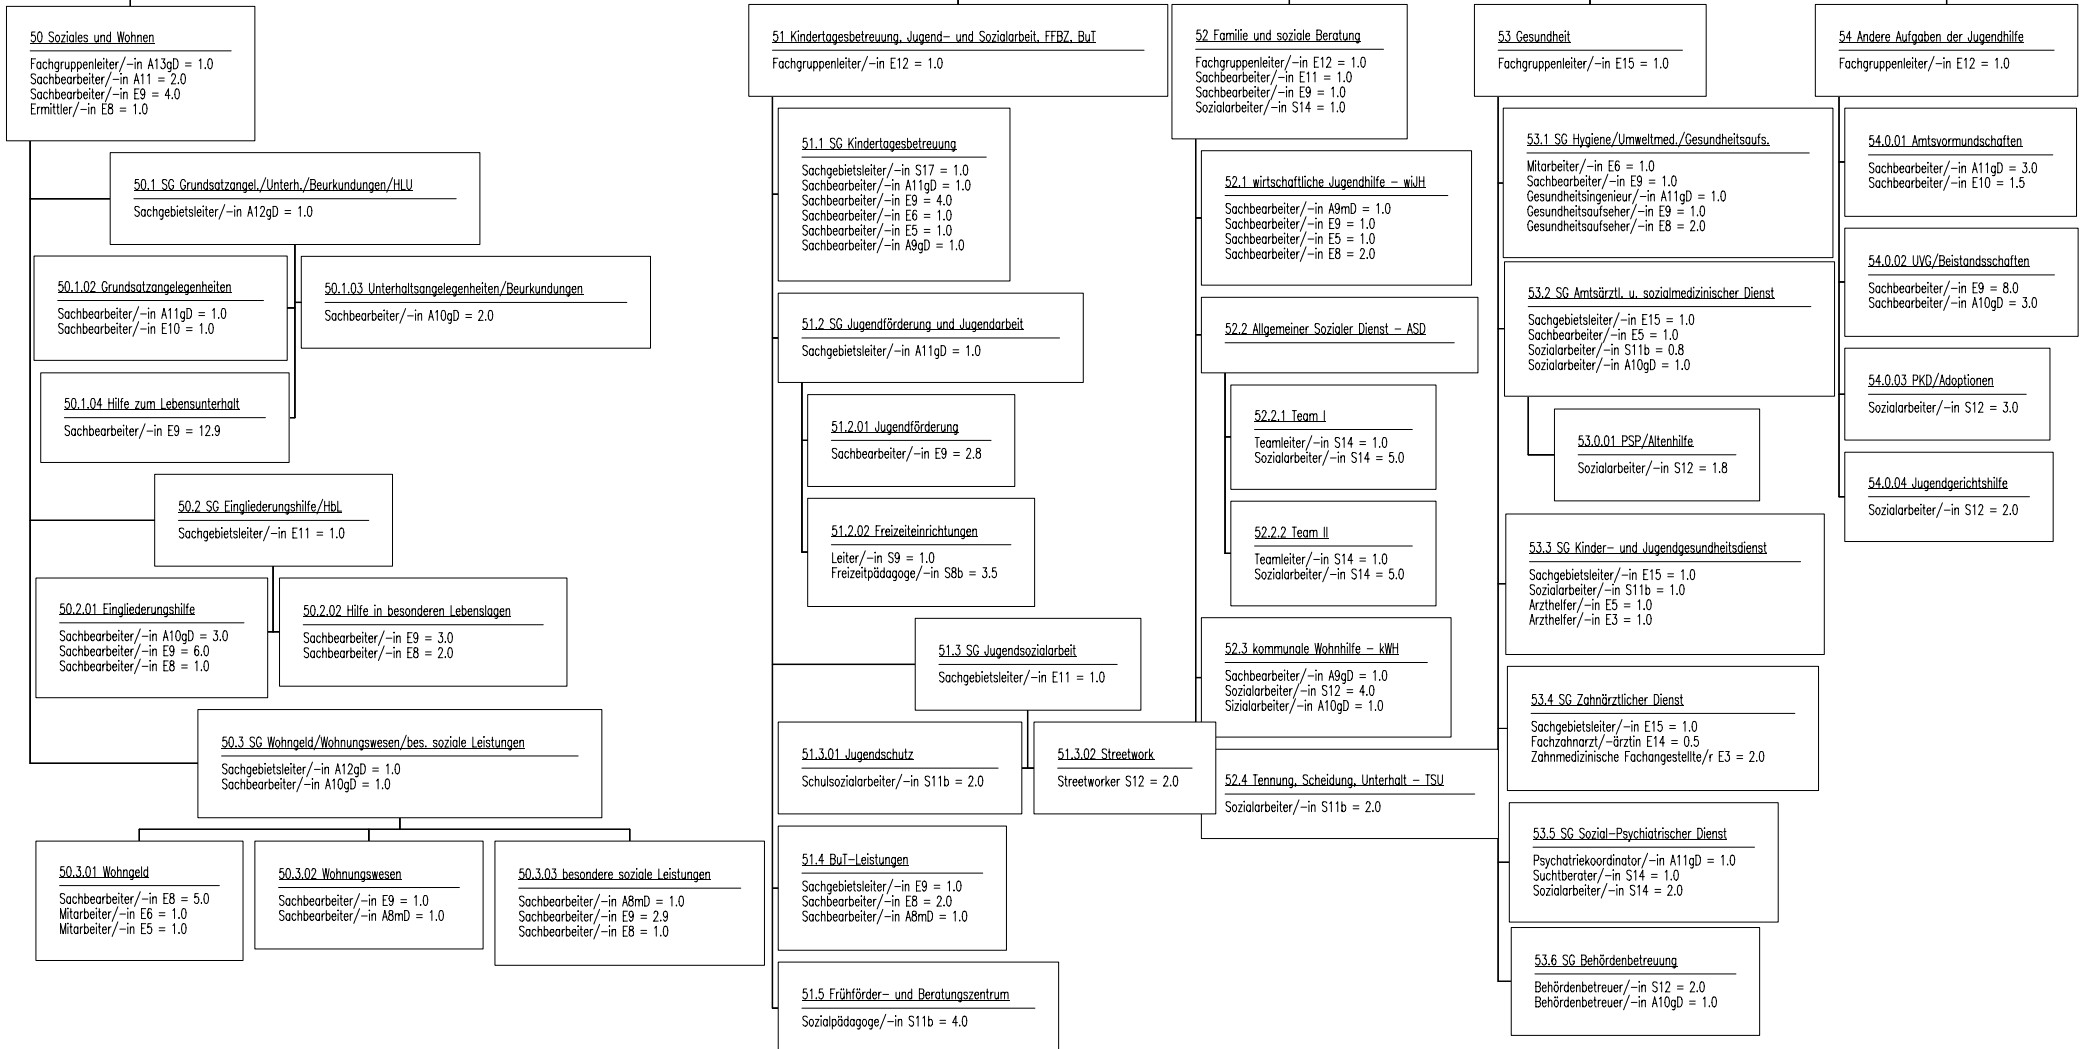 50 Soziales und Wohnen
Fachgruppenleiter/-in A13gD = 1.0
Sachbearbeiter/-in A11 = 2.0
Sachbearbeiter/-in E9 = 4.0
Ermittler/-in E8 = 1.0
50.1 SG Grundsatzangel./Unterh./Beurkundungen/HLU
Sachgebietsleiter/-in A12gD = 1.0
50.1.02 Grundsatzangelegenheiten
Sachbearbeiter/-in A11gD = 1.0
Sachbearbeiter/-in E10 = 1.0
50.1.03 Unterhaltsangelegenheiten/Beurkundungen
Sachbearbeiter/-in A10gD = 2.0
50.1.04 Hilfe zum Lebensunterhalt
Sachbearbeiter/-in E9 = 12.9
50.2 SG Eingliederungshilfe/HbL
Sachgebietsleiter/-in E11 = 1.0
50.2.01 Eingliederungshilfe
Sachbearbeiter/-in A10gD = 3.0
Sachbearbeiter/-in E9 = 6.0
Sachbearbeiter/-in E8 = 1.0
50.2.02 Hilfe in besonderen Lebenslagen
Sachbearbeiter/-in E9 = 3.0
Sachbearbeiter/-in E8 = 2.0
50.3 SG Wohngeld/Wohnungswesen/bes. soziale Leistungen
Sachgebietsleiter/-in A12gD = 1.0
Sachbearbeiter/-in A10gD = 1.0
50.3.01 Wohngeld
Sachbearbeiter/-in E8 = 5.0
Mitarbeiter/-in E6 = 1.0
Mitarbeiter/-in E5 = 1.0
50.3.02 Wohnungswesen
Sachbearbeiter/-in E9 = 1.0
Sachbearbeiter/-in A8mD = 1.0
50.3.03 besondere soziale Leistungen
Sachbearbeiter/-in A8mD = 1.0
Sachbearbeiter/-in E9 = 2.9
Sachbearbeiter/-in E8 = 1.0
51 Kindertagesbetreuung, Jugend- und Sozialarbeit, FFBZ, BuT
Fachgruppenleiter/-in E12 = 1.0
51.1 SG Kindertagesbetreuung
Sachgebietsleiter/-in S17 = 1.0
Sachbearbeiter/-in A11gD = 1.0
Sachbearbeiter/-in E9 = 4.0
Sachbearbeiter/-in E6 = 1.0
Sachbearbeiter/-in E5 = 1.0
Sachbearbeiter/-in A9gD = 1.0
51.2 SG Jugendförderung und Jugendarbeit
Sachgebietsleiter/-in A11gD = 1.0
51.2.01 Jugendförderung
Sachbearbeiter/-in E9 = 2.8
51.2.02 Freizeiteinrichtungen
Leiter/-in S9 = 1.0
Freizeitpädagoge/-in S8b = 3.5
51.3 SG Jugendsozialarbeit
Sachgebietsleiter/-in E11 = 1.0
51.3.01 Jugendschutz
Schulsozialarbeiter/-in S11b = 2.0
51.3.02 Streetwork
Streetworker S12 = 2.0
51.4 BuT-Leistungen
Sachgebietsleiter/-in E9 = 1.0
Sachbearbeiter/-in E8 = 2.0
Sachbearbeiter/-in A8mD = 1.0
51.5 Frühförder- und Beratungszentrum
Sozialpädagoge/-in S11b = 4.0
52 Familie und soziale Beratung
Fachgruppenleiter/-in E12 = 1.0
Sachbearbeiter/-in E11 = 1.0
Sachbearbeiter/-in E9 = 1.0
Sozialarbeiter/-in S14 = 1.0
52.1 wirtschaftliche Jugendhilfe - wiJH
Sachbearbeiter/-in A9mD = 1.0
Sachbearbeiter/-in E9 = 1.0
Sachbearbeiter/-in E5 = 1.0
Sachbearbeiter/-in E8 = 2.0
52.2 Allgemeiner Sozialer Dienst - ASD
52.2.1 Team I
Teamleiter/-in S14 = 1.0
Sozialarbeiter/-in S14 = 5.0
52.2.2 Team II
Teamleiter/-in S14 = 1.0
Sozialarbeiter/-in S14 = 5.0
52.3 kommunale Wohnhilfe - kWH
Sachbearbeiter/-in A9gD = 1.0
Sozialarbeiter/-in S12 = 4.0
Sizialarbeiter/-in A10gD = 1.0
52.4 Tennung, Scheidung, Unterhalt - TSU
Sozialarbeiter/-in S11b = 2.0
53 Gesundheit
Fachgruppenleiter/-in E15 = 1.0
53.1 SG Hygiene/Umweltmed./Gesundheitsaufs.
Mitarbeiter/-in E6 = 1.0
Sachbearbeiter/-in E9 = 1.0
Gesundheitsingenieur/-in A11gD = 1.0
Gesundheitsaufseher/-in E9 = 1.0
Gesundheitsaufseher/-in E8 = 2.0
53.2 SG Amtsärztl. u. sozialmedizinischer Dienst
Sachgebietsleiter/-in E15 = 1.0
Sachbearbeiter/-in E5 = 1.0
Sozialarbeiter/-in S11b = 0.8
Sozialarbeiter/-in A10gD = 1.0
53.0.01 PSP/Altenhilfe
Sozialarbeiter/-in S12 = 1.8
53.3 SG Kinder- und Jugendgesundheitsdienst
Sachgebietsleiter/-in E15 = 1.0
Sozialarbeiter/-in S11b = 1.0
Arzthelfer/-in E5 = 1.0
Arzthelfer/-in E3 = 1.0
53.4 SG Zahnärztlicher Dienst
Sachgebietsleiter/-in E15 = 1.0
Fachzahnarzt/-ärztin E14 = 0.5
Zahnmedizinische Fachangestellte/r E3 = 2.0
53.5 SG Sozial-Psychiatrischer Dienst
Psychatriekoordinator/-in A11gD = 1.0
Suchtberater/-in S14 = 1.0
Sozialarbeiter/-in S14 = 2.0
53.6 SG Behördenbetreuung
Behördenbetreuer/-in S12 = 2.0
Behördenbetreuer/-in A10gD = 1.0
54 Andere Aufgaben der Jugendhilfe
Fachgruppenleiter/-in E12 = 1.0
54.0.01 Amtsvormundschaften
Sachbearbeiter/-in A11gD = 3.0
Sachbearbeiter/-in E10 = 1.5
54.0.02 UVG/Beistandsschaften
Sachbearbeiter/-in E9 = 8.0
Sachbearbeiter/-in A10gD = 3.0
54.0.03 PKD/Adoptionen
Sozialarbeiter/-in S12 = 3.0
54.0.04 Jugendgerichtshilfe
Sozialarbeiter/-in S12 = 2.0